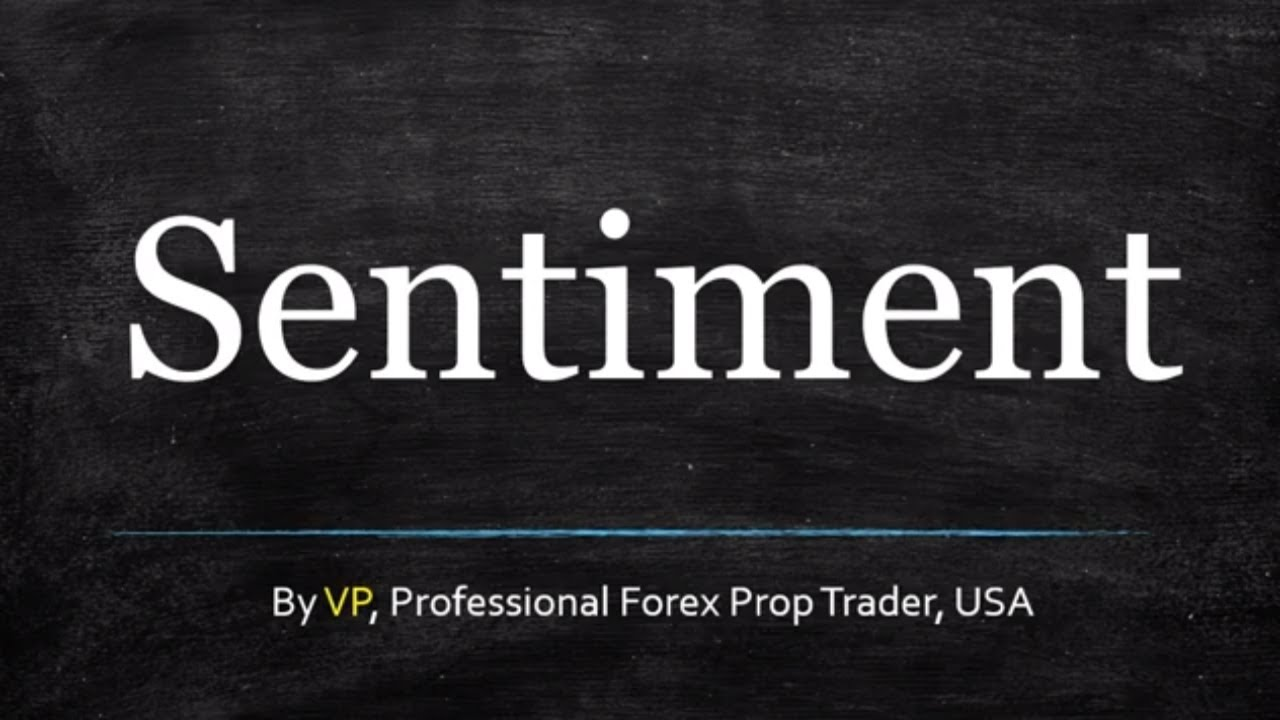 Sentiment
By VP, Professional Forex Prop Trader, USA